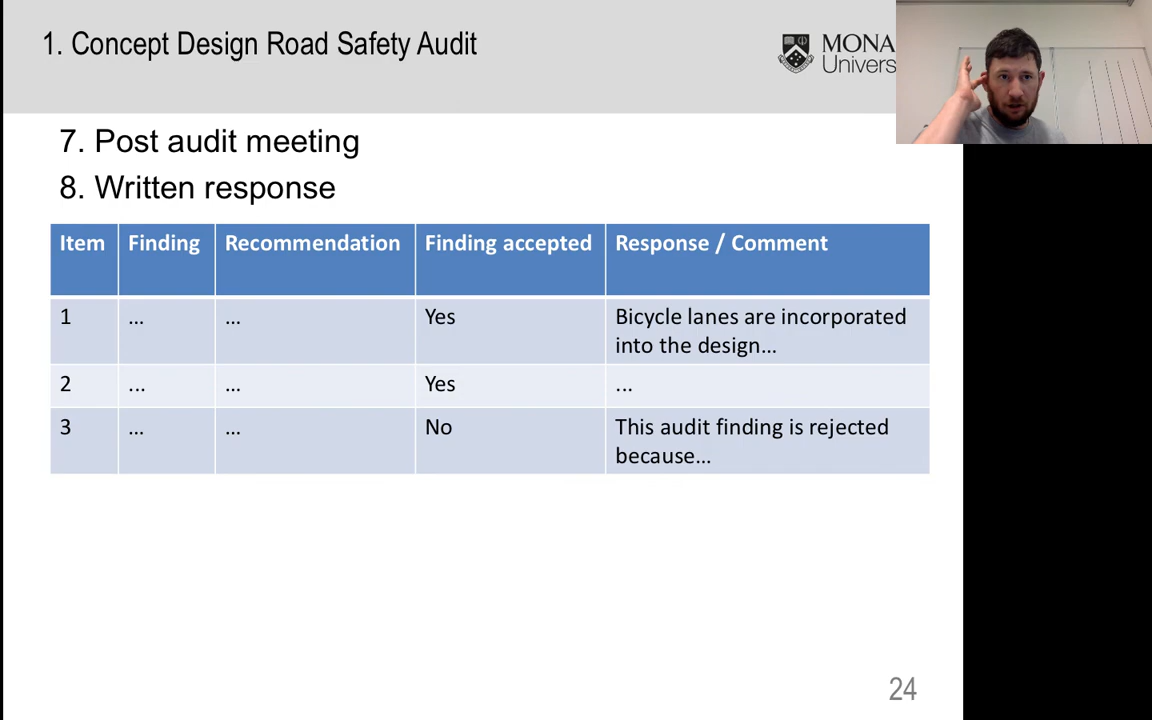 1. Concept Design Road Safety Audit
MONA
Univers
7. Post audit meeting
8. Written response
Item Finding Recommendation Finding accepted Response / Comment
1 ... ... Yes Bicycle lanes are incorporated
into the design...
2 ... ... Yes ...
3 ... ... No This audit finding is rejected
because...
24